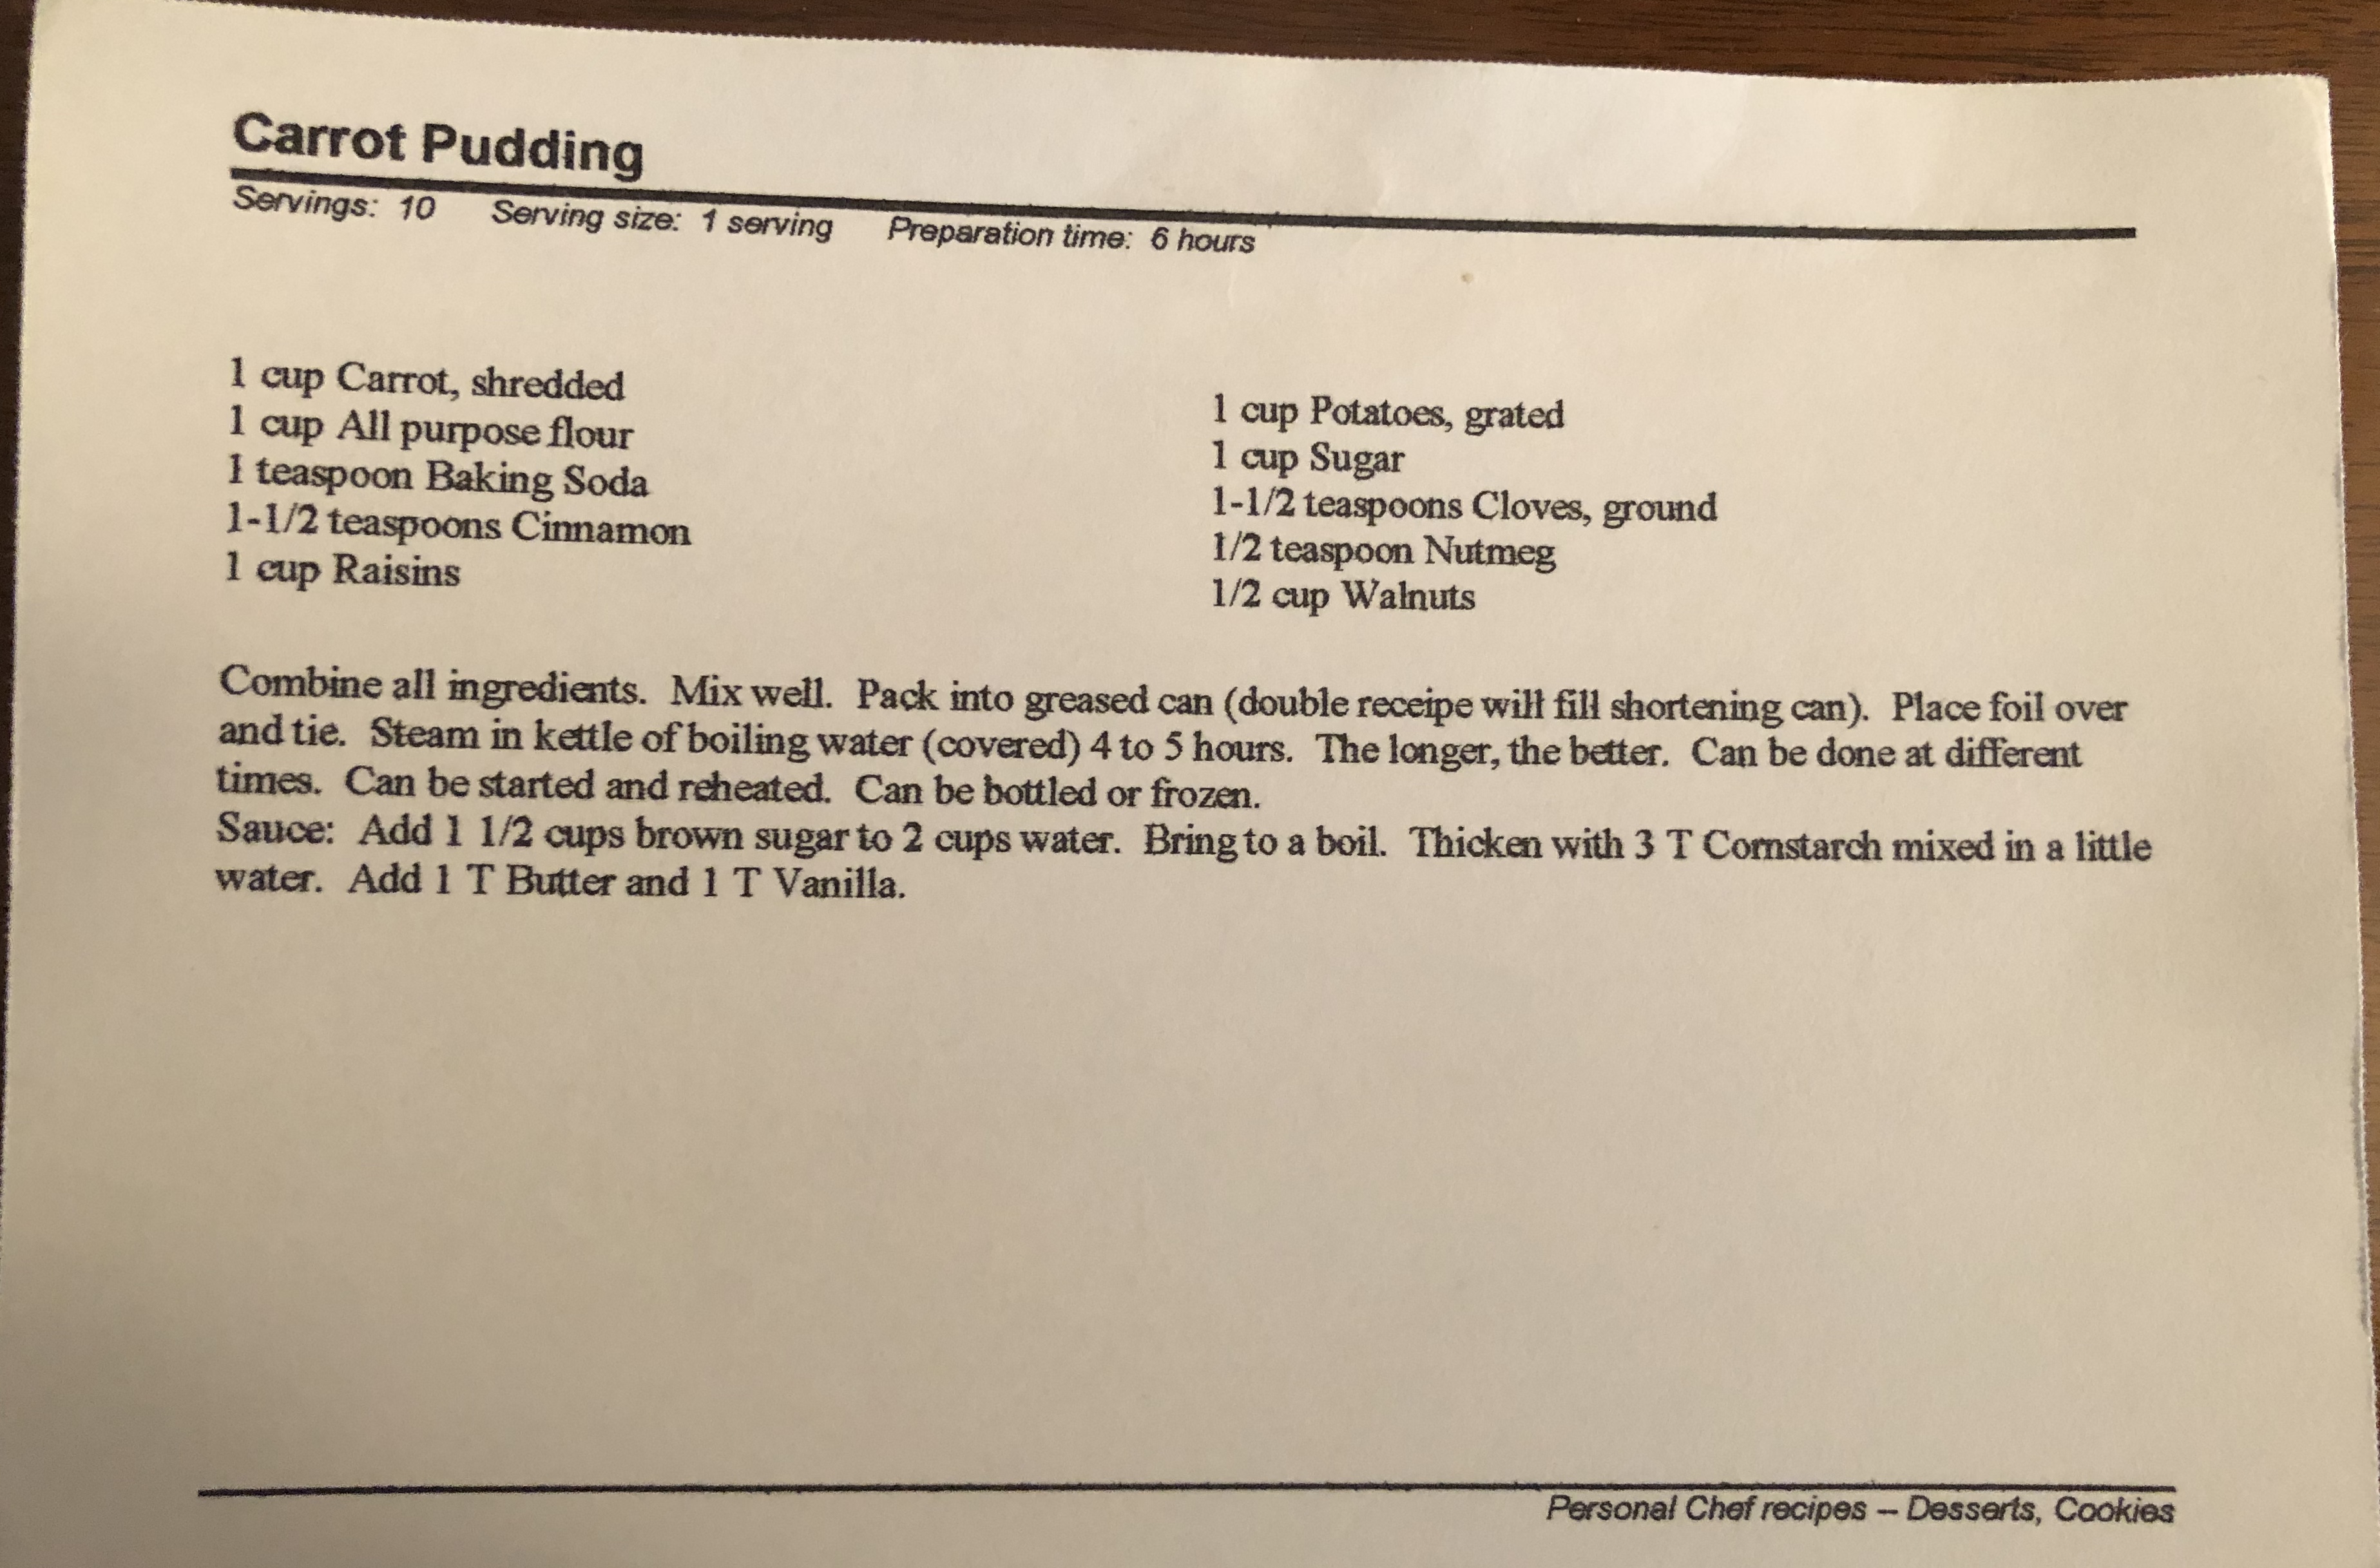 Carrot Pudding
Servings: 10 Serving size: 1 serving Preparation time: 6 hours
1 cup Carrot, shredded
1 cup All purpose flour
1 teaspoon Baking Soda
1-1/2 teaspoons Cinnamon
1 cup Raisins
1 cup Potatoes, grated
1 cup Sugar
1-1/2 teaspoons Cloves, ground
1/2 teaspoon Nutmeg
1/2 cup Walnuts
Combine all ingredients. Mix well. Pack into greased can (double receipe will fill shortening can). Place foil over
and tie. Steam in kettle of boiling water (covered) 4 to 5 hours. The longer, the better. Can be done at different
times. Can be started and reheated. Can be bottled or frozen.
Sauce: Add 1 1/2 cups brown sugar to 2 cups water. Bring to a boil. Thicken with 3 T Cornstarch mixed in a little
water. Add 1 T Butter and 1 T Vanilla.
Personal Chef recipes – Desserts, Cookies